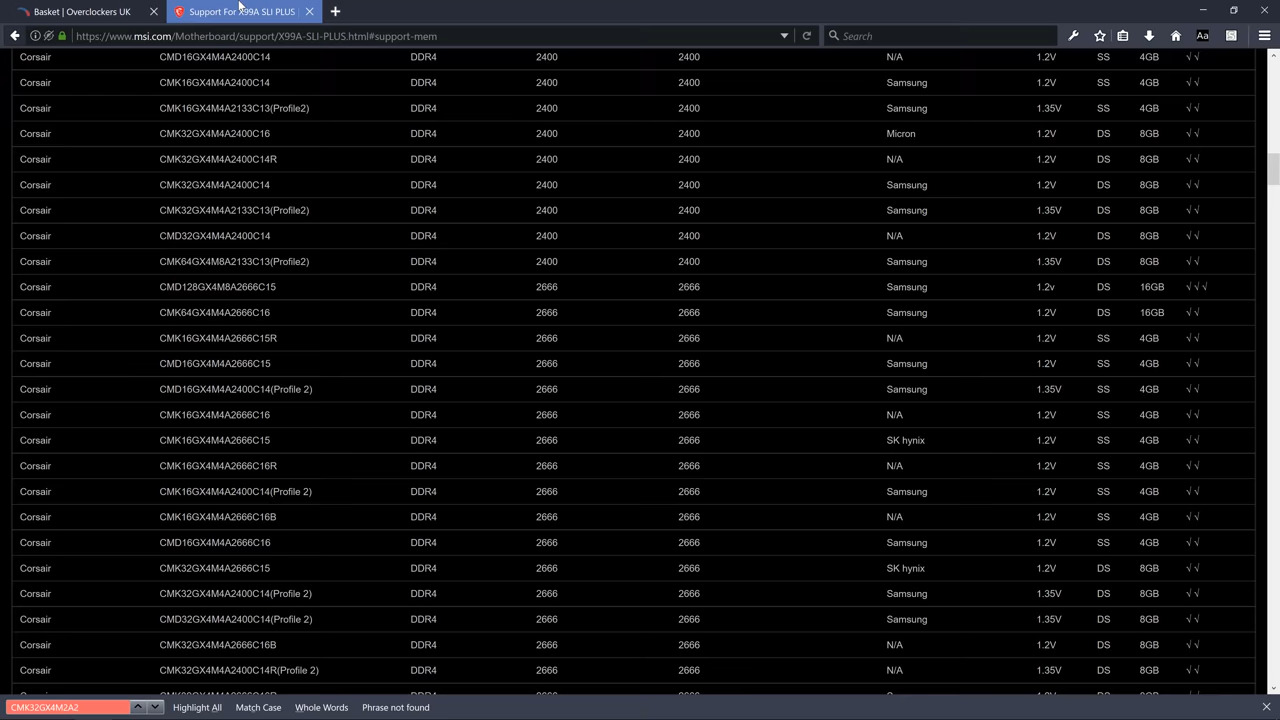 Basket | Overclockers UK
Support For X99A SLI PLUS
https://www.msi.com/Motherboard/support/X99A-SLI-PLUS.html#support-mem
Search
Corsair CMD16GX4M4A2400C14 DDR4 2400 2400 N/A 1.2V SS 4GB √ √
Corsair CMK16GX4M4A2400C14 DDR4 2400 2400 Samsung 1.2V SS 4GB √ √
Corsair CMK16GX4M4A2133C13(Profile2) DDR4 2400 2400 Samsung 1.35V SS 4GB √ √
Corsair CMK32GX4M4A2400C16 DDR4 2400 2400 Micron 1.2V DS 8GB √ √
Corsair CMK32GX4M4A2400C14R DDR4 2400 2400 N/A 1.2V DS 8GB √ √
Corsair CMK32GX4M4A2400C14 DDR4 2400 2400 Samsung 1.2V DS 8GB √ √
Corsair CMK32GX4M4A2133C13(Profile2) DDR4 2400 2400 Samsung 1.35V DS 8GB √ √
Corsair CMD32GX4M4A2400C14 DDR4 2400 2400 N/A 1.2V DS 8GB √ √
Corsair CMK64GX4M8A2133C13(Profile2) DDR4 2400 2400 Samsung 1.35V DS 8GB √ √
Corsair CMD128GX4M8A2666C15 DDR4 2666 2666 Samsung 1.2v DS 16GB √ √ √
Corsair CMK64GX4M4A2666C16 DDR4 2666 2666 Samsung 1.2V DS 16GB √ √
Corsair CMK16GX4M4A2666C15R DDR4 2666 2666 N/A 1.2V SS 4GB √ √
Corsair CMD16GX4M4A2666C15 DDR4 2666 2666 Samsung 1.2V SS 4GB √ √
Corsair CMD16GX4M4A2400C14(Profile 2) DDR4 2666 2666 Samsung 1.35V SS 4GB √ √
Corsair CMK16GX4M4A2666C16 DDR4 2666 2666 N/A 1.2V SS 4GB √ √
Corsair CMK16GX4M4A2666C15 DDR4 2666 2666 SK hynix 1.2V SS 4GB √ √
Corsair CMK16GX4M4A2666C16R DDR4 2666 2666 N/A 1.2V SS 4GB √ √
Corsair CMK16GX4M4A2400C14(Profile 2) DDR4 2666 2666 Samsung 1.2V SS 4GB √ √
Corsair CMK16GX4M4A2666C16B DDR4 2666 2666 N/A 1.2V SS 4GB √ √
Corsair CMD16GX4M4A2666C16 DDR4 2666 2666 Samsung 1.2V SS 4GB √ √
Corsair CMK32GX4M4A2666C15 DDR4 2666 2666 SK hynix 1.2V DS 8GB √ √
Corsair CMK32GX4M4A2400C14(Profile 2) DDR4 2666 2666 Samsung 1.35V DS 8GB √ √
Corsair CMD32GX4M4A2400C14(Profile 2) DDR4 2666 2666 Samsung 1.35V DS 8GB √ √
Corsair CMK32GX4M4A2666C16B DDR4 2666 2666 N/A 1.2V DS 8GB √ √
Corsair CMK32GX4M4A2400C14R(Profile 2) DDR4 2666 2666 N/A 1.35V DS 8GB √ √
CMK32GX4M2A2 Highlight All Match Case Whole Words Phrase not found